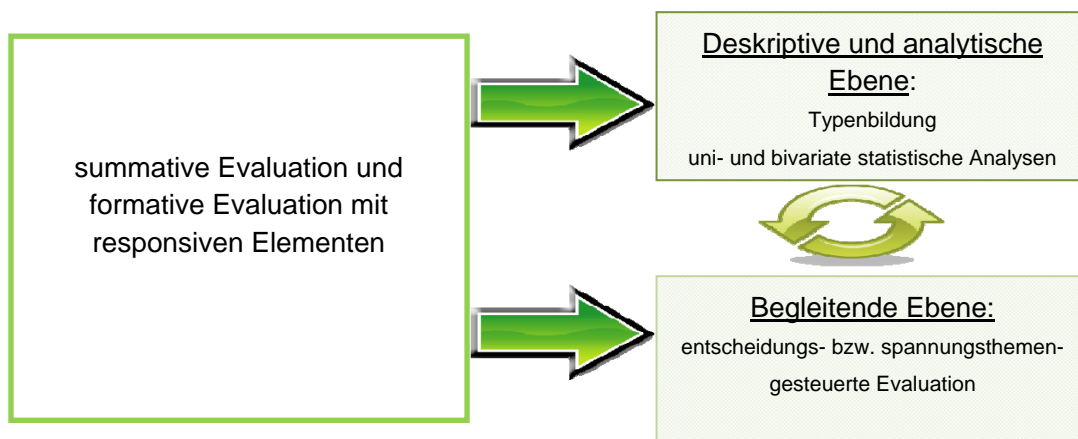 summative Evaluation und
formative Evaluation mit
responsiven Elementen
Deskriptive und analytische
Ebene:
Typenbildung
uni- und bivariate statistische Analysen
Begleitende Ebene:
entscheidungs- bzw. spannungsthemen-
gesteuerte Evaluation